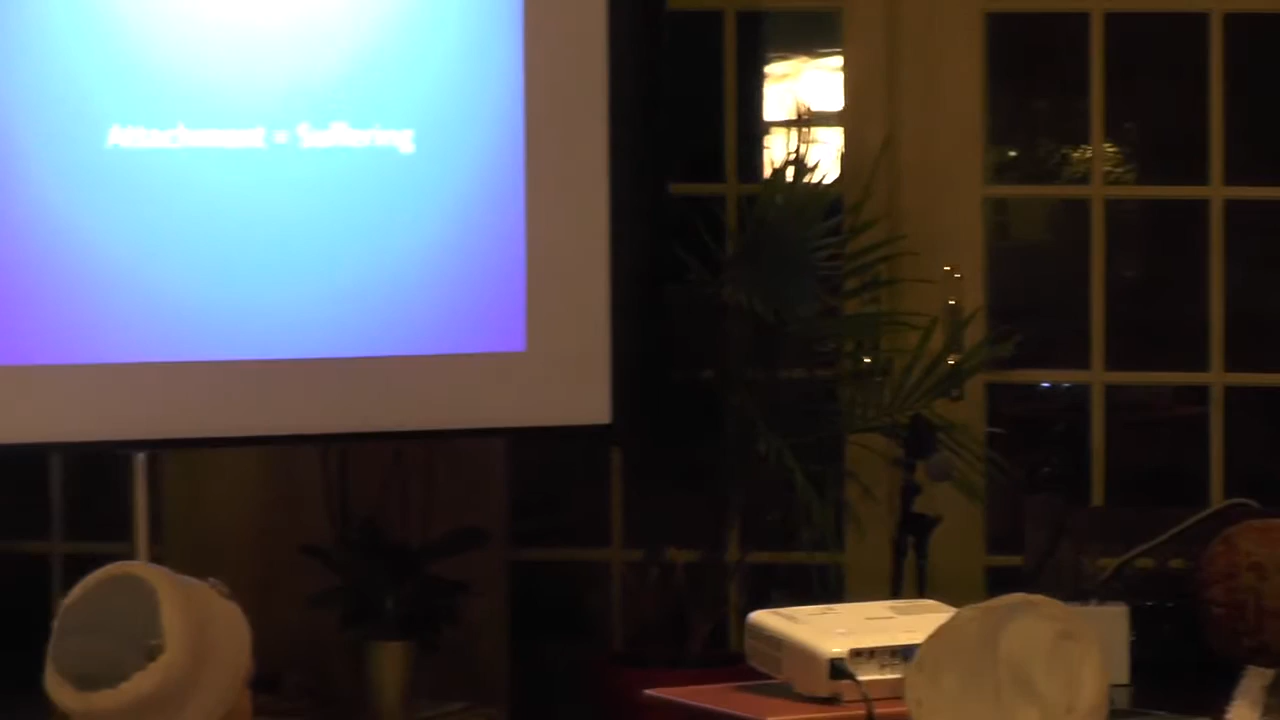 Attachment = Suffering